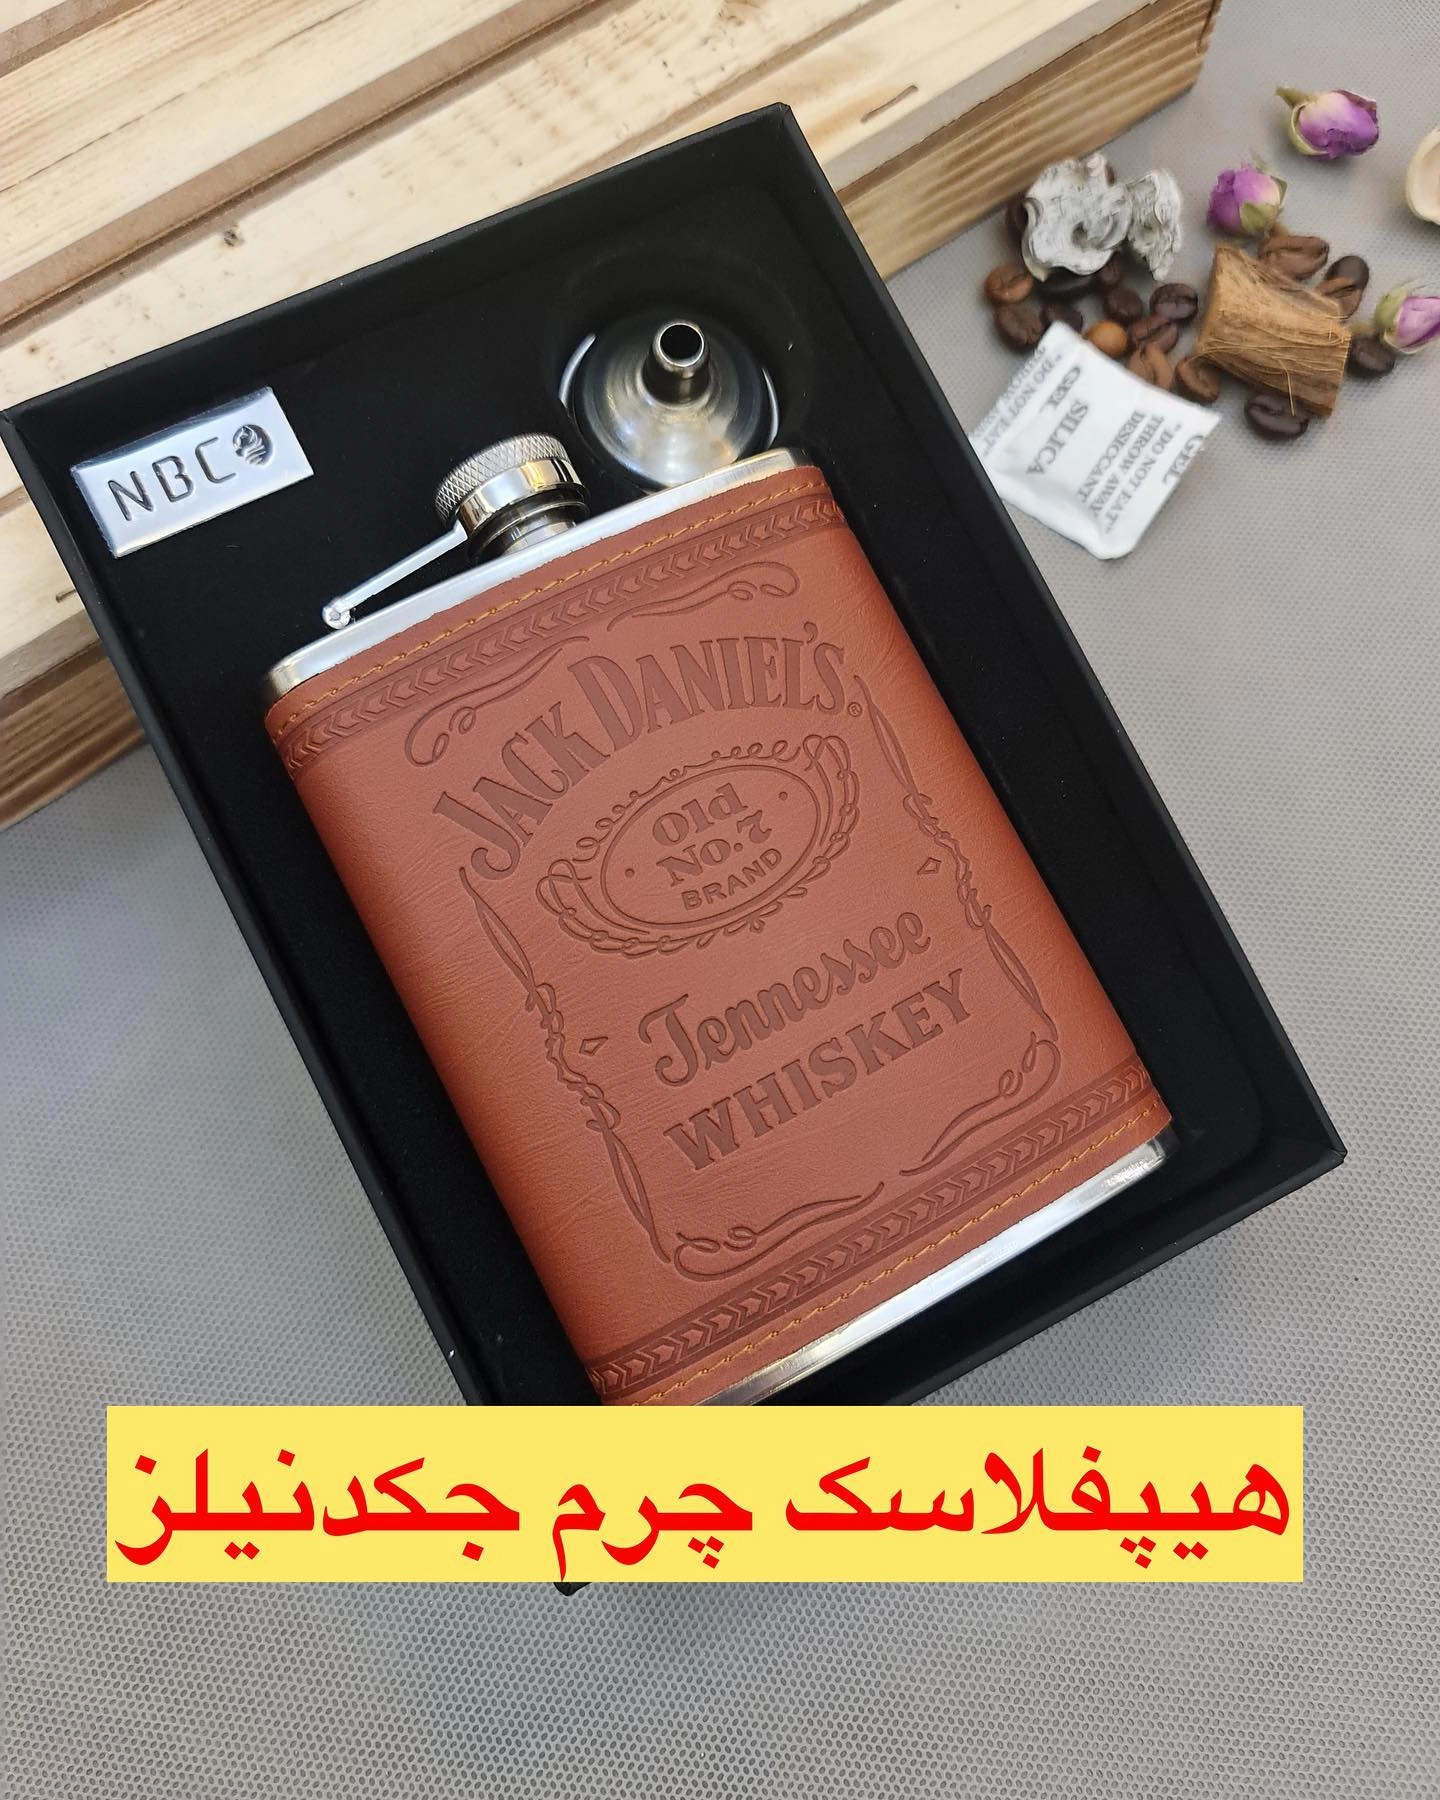 NBC
JACK DANIEL'S®
Old
No.7
BRAND
Tennessee
WHISKEY
GEL
SILICA
"DO NOT EAT"
THROW AWAY
DESICCANT
هیپفلاسک چرم جکدنیلز